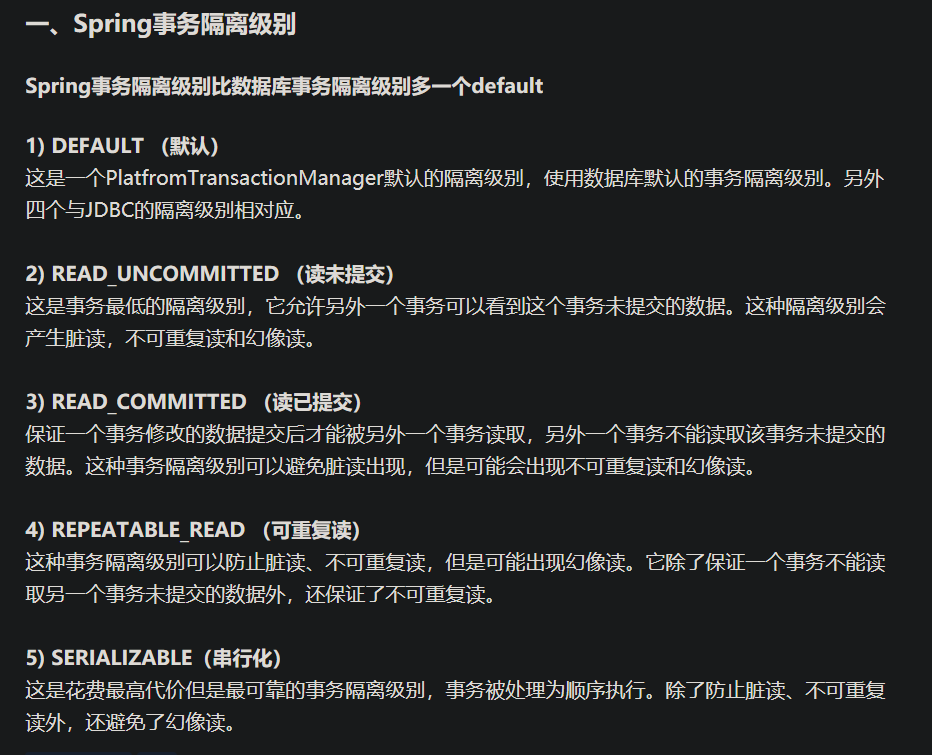 一、Spring事务隔离级别
Spring事务隔离级别比数据库事务隔离级别多一个default
1) DEFAULT （默认）
这是一个PlatfromTransactionManager默认的隔离级别，使用数据库默认的事务隔离级别。另外
四个与JDBC的隔离级别相对应。
2) READ_UNCOMMITTED （读未提交）
这是事务最低的隔离级别，它允许另外一个事务可以看到这个事务未提交的数据。这种隔离级别会
产生脏读，不可重复读和幻像读。
3) READ_COMMITTED （读已提交）
保证一个事务修改的数据提交后才能被另外一个事务读取，另外一个事务不能读取该事务未提交的
数据。这种事务隔离级别可以避免脏读出现，但是可能会出现不可重复读和幻像读。
4) REPEATABLE_READ （可重复读）
这种事务隔离级别可以防止脏读、不可重复读，但是可能出现幻像读。它除了保证一个事务不能读
取另一个事务未提交的数据外，还保证了不可重复读。
5) SERIALIZABLE（串行化）
这是花费最高代价但是最可靠的事务隔离级别，事务被处理为顺序执行。除了防止脏读、不可重复
读外，还避免了幻像读。